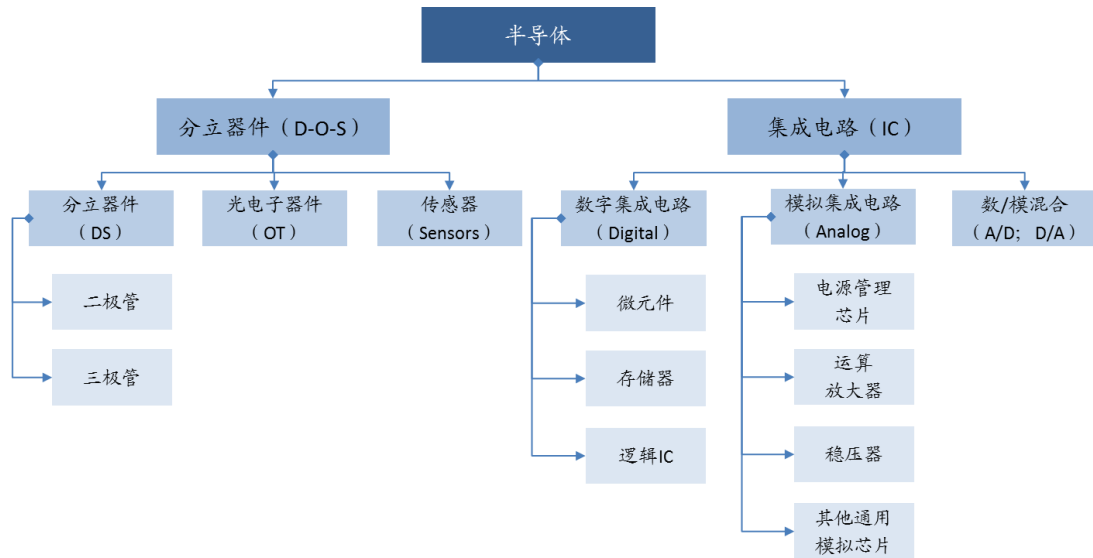 半导体
分立器件（D-O-S）
集成电路（IC）
分立器件
（DS）
光电子器件
（OT）
传感器
（Sensors）
数字集成电路
（Digital）
模拟集成电路
（Analog）
数/模混合
（A/D；D/A）
二极管
三极管
微元件
存储器
逻辑IC
电源管理
芯片
运算
放大器
稳压器
其他通用
模拟芯片